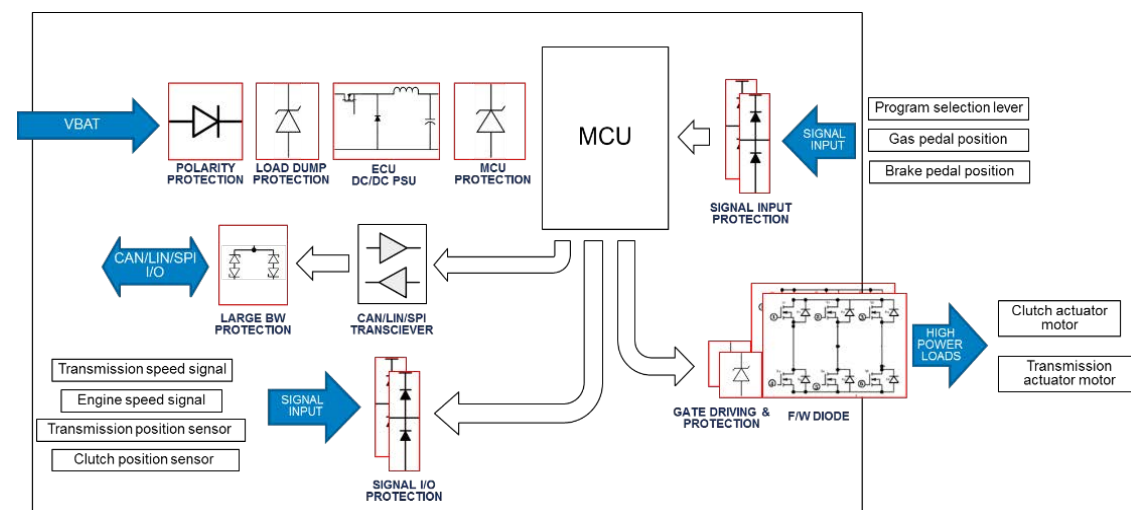 VBAT
POLARITY
PROTECTION
LOAD DUMP
PROTECTION
ECU
DC/DC PSU
MCU
PROTECTION
MCU
SIGNAL INPUT
PROTECTION
SIGNAL
INPUT
Program selection lever
Gas pedal position
Brake pedal position
CAN/LIN/SPI
I/O
LARGE BW
PROTECTION
CAN/LIN/SPI
TRANSCIEVER
Transmission speed signal
Engine speed signal
Transmission position sensor
Clutch position sensor
SIGNAL
INPUT
SIGNAL I/O
PROTECTION
GATE DRIVING &
PROTECTION
F/W DIODE
HIGH
POWER
LOADS
Clutch actuator
motor
Transmission
actuator motor